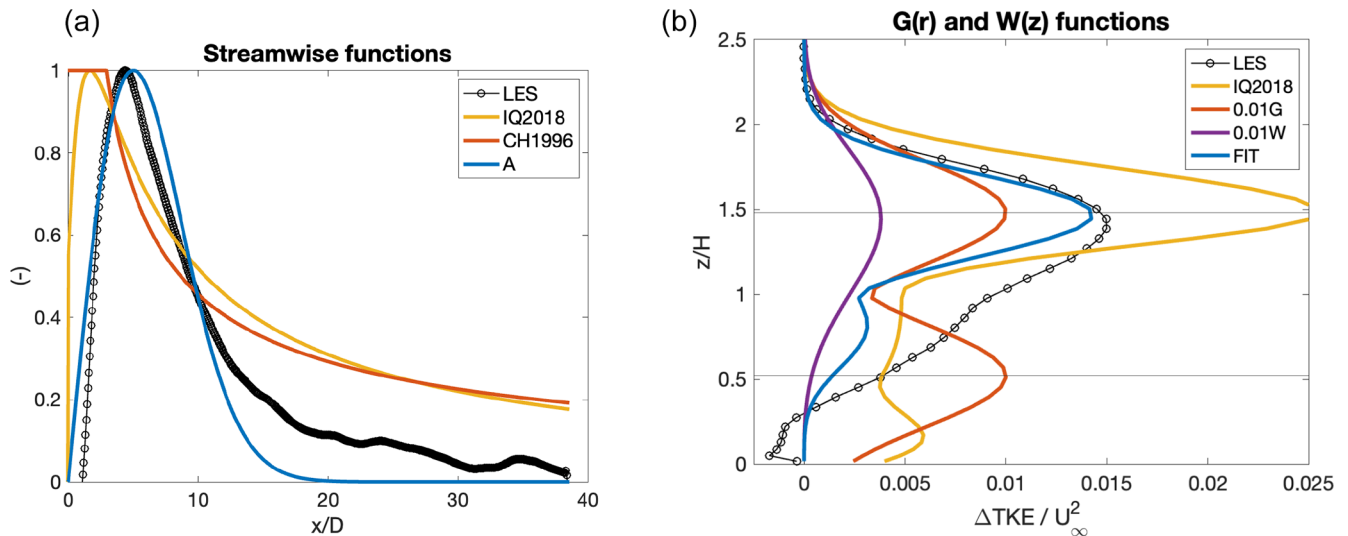 (a)
Streamwise functions
1
0.8
0.6
0.4
0.2
0
(-)
0 10 20 30 40
x/D
LES
IQ2018
CH1996
A
(b)
G(r) and W(z) functions
2.5
2
1.5
1
0.5
0
z/H
0 0.005 0.01 0.015 0.02 0.025
ΔTKE / U²∞
LES
IQ2018
0.01G
0.01W
FIT